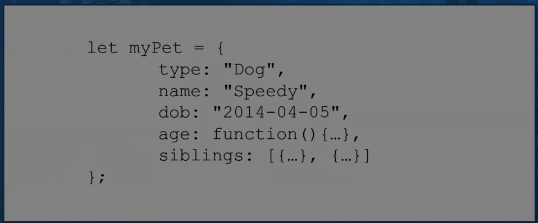 let myPet = {
type: "Dog",
name: "Speedy",
dob: "2014-04-05",
age: function(){…},
siblings: [{…}, {…}]
};